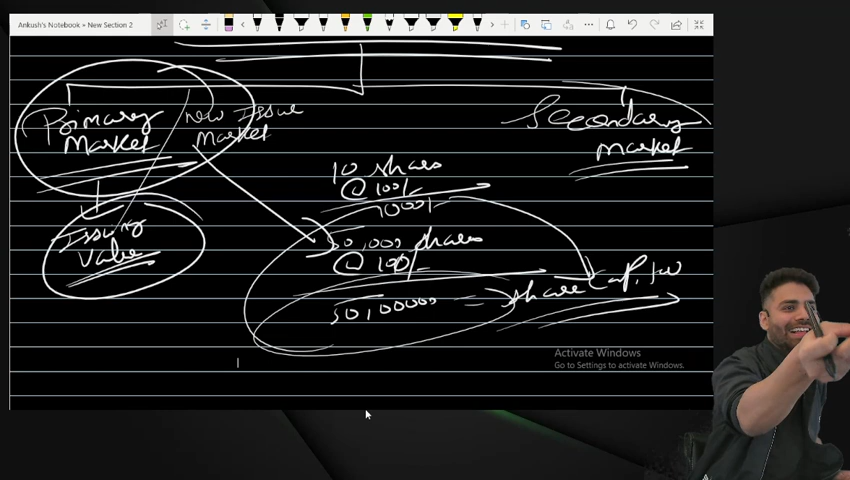 Ankush's Notebook - New Section 2
Primary
Market
New Issue
Market
Secondary
Market
10 shares
@ 100/-
1000/-
Issuing
Value
50,000 shares
@ 100/-
50,00000 = share
Activate Windows
Go to Settings to activate Windows.